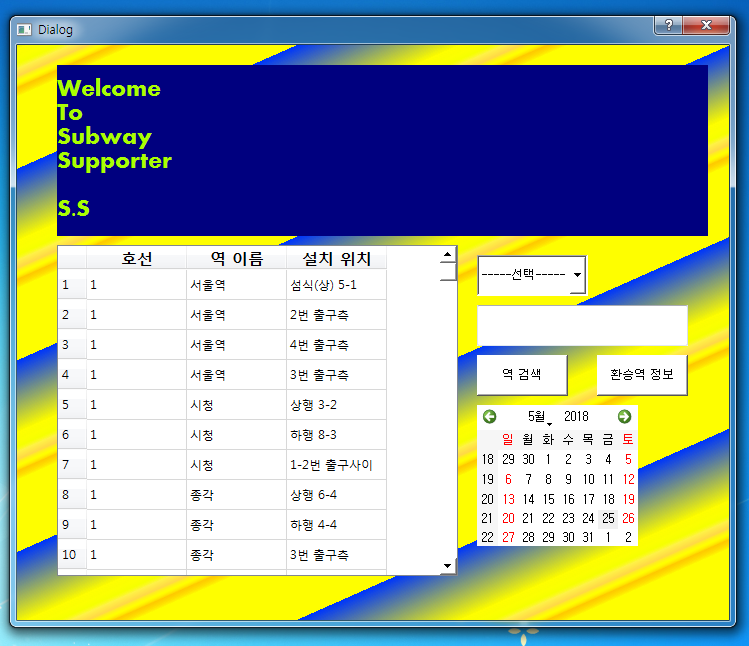 Dialog
?
Welcome
To
Subway
Supporter
S.S
호선 역 이름 설치 위치
1 1 서울역 섬식(상) 5-1
2 1 서울역 2번 출구측
3 1 서울역 4번 출구측
4 1 서울역 3번 출구측
5 1 시청 상행 3-2
6 1 시청 하행 8-3
7 1 시청 1-2번 출구사이
8 1 종각 상행 6-4
9 1 종각 하행 4-4
10 1 종각 3번 출구측
-----선택-----
역 검색 환승역 정보
5월 2018
일 월 화 수 목 금 토
18 29 30 1 2 3 4 5
19 6 7 8 9 10 11 12
20 13 14 15 16 17 18 19
21 20 21 22 23 24 25 26
22 27 28 29 30 31 1 2